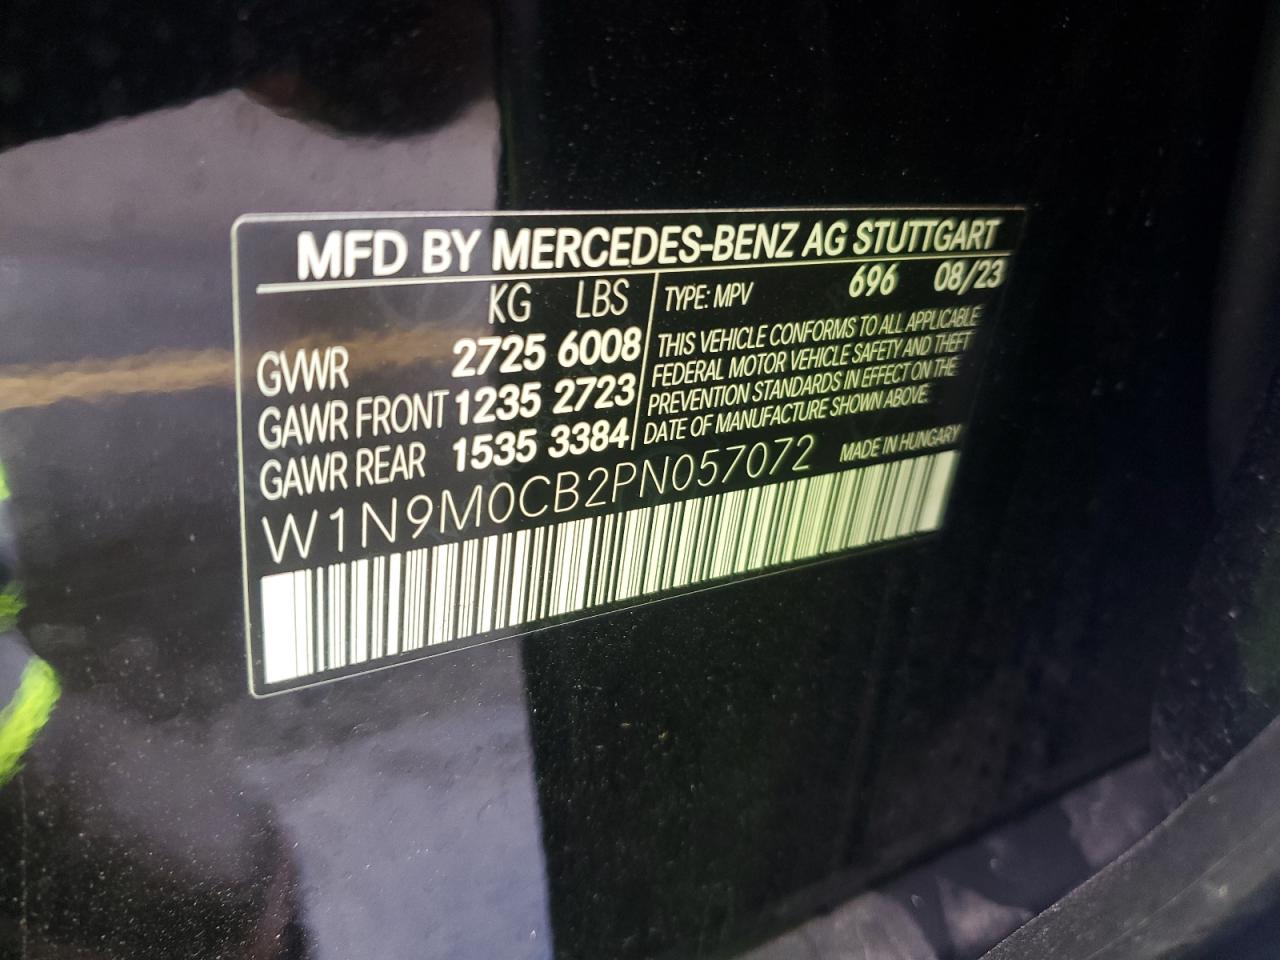 MFD BY MERCEDES-BENZ AG STUTTGART
KG LBS
GVWR 2725 6008
GAWR FRONT 1235 2723
GAWR REAR 1535 3384
TYPE: MPV 696 08/23
THIS VEHICLE CONFORMS TO ALL APPLICABLE
FEDERAL MOTOR VEHICLE SAFETY AND THEFT
PREVENTION STANDARDS IN EFFECT ON THE
DATE OF MANUFACTURE SHOWN ABOVE.
W1N9M0CB2PN057072 MADE IN HUNGARY